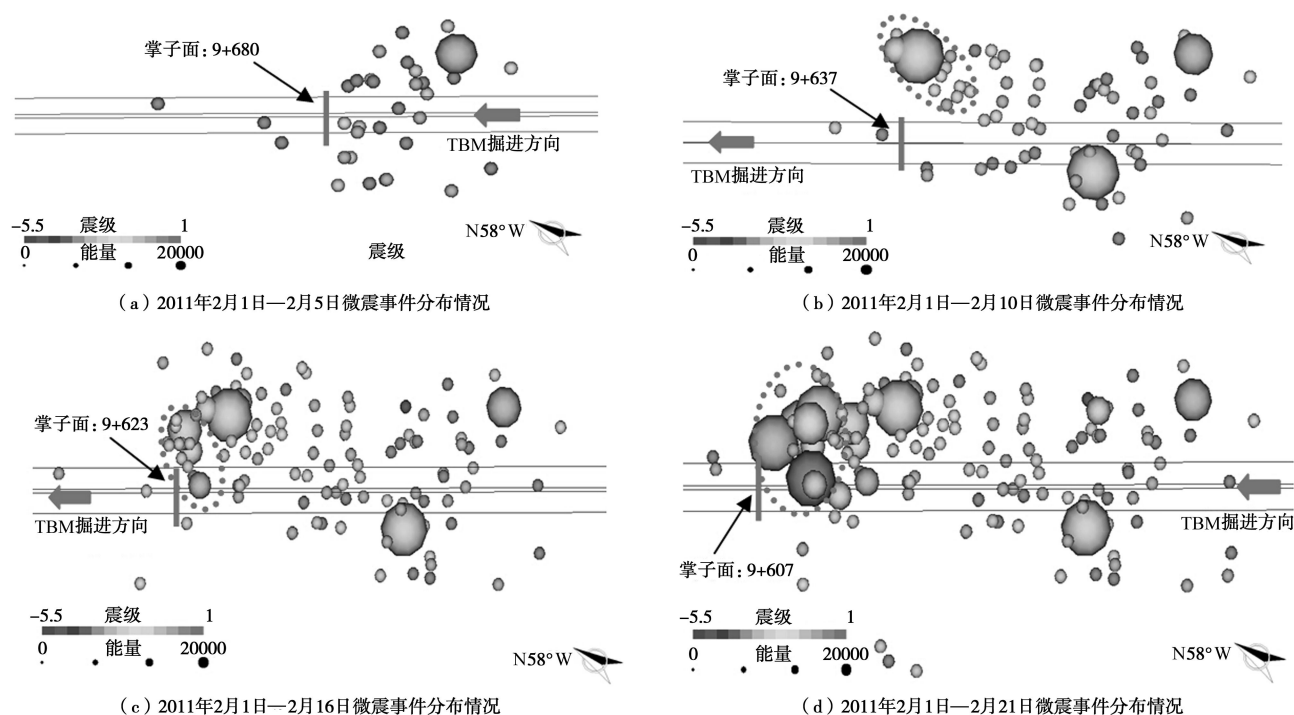 掌子面:9+680
TBM掘进方向
N58°W
-5.5 震级 1
0 能量 20000
震级
(a)2011年2月1日—2月5日微震事件分布情况
掌子面:9+637
TBM掘进方向
N58°W
-5.5 震级 1
0 能量 20000
(b)2011年2月1日—2月10日微震事件分布情况
掌子面:9+623
TBM掘进方向
-5.5 震级 1
0 能量 20000
N58°W
(c)2011年2月1日—2月16日微震事件分布情况
TBM掘进方向
掌子面:9+607
-5.5 震级 1
0 能量 20000
N58°W
(d)2011年2月1日—2月21日微震事件分布情况